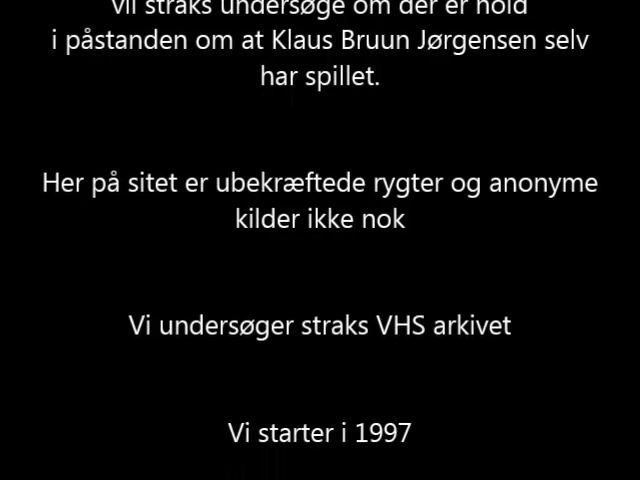 vil straks undersøge om der er hold
i påstanden om at Klaus Bruun Jørgensen selv
har spillet.
Her på sitet er ubekræftede rygter og anonyme
kilder ikke nok
Vi undersøger straks VHS arkivet
Vi starter i 1997